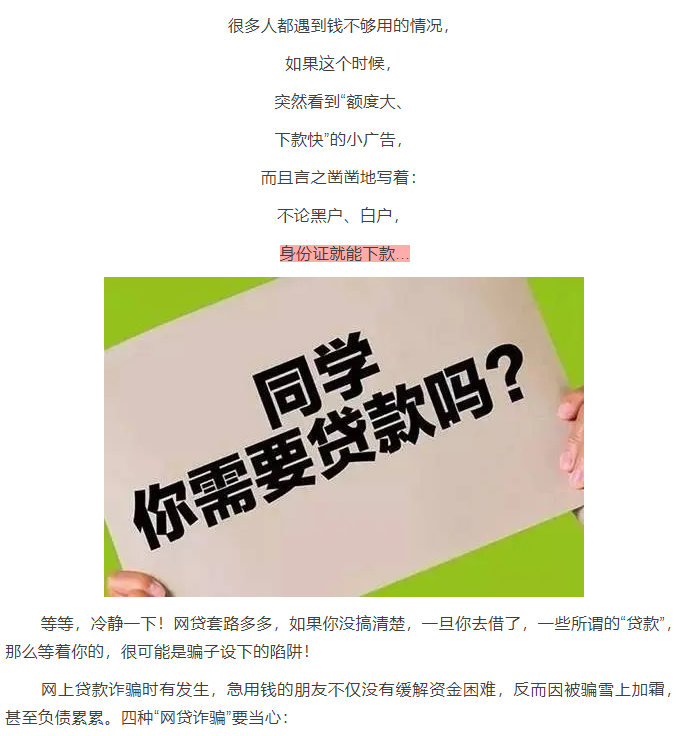 很多人都遇到钱不够用的情况，
如果这个时候，
突然看到“额度大、
下款快”的小广告，
而且言之凿凿地写着：
不论黑户、白户，
身份证就能下款...
同学
你需要贷款吗？
等等，冷静一下！网贷套路多多，如果你没搞清楚，一旦你去借了，一些所谓的“贷款”，
那么等着你的，很可能是骗子设下的陷阱！
网上贷款诈骗时有发生，急用钱的朋友不仅没有缓解资金困难，反而因被骗雪上加霜，
甚至负债累累。四种“网贷诈骗”要当心：